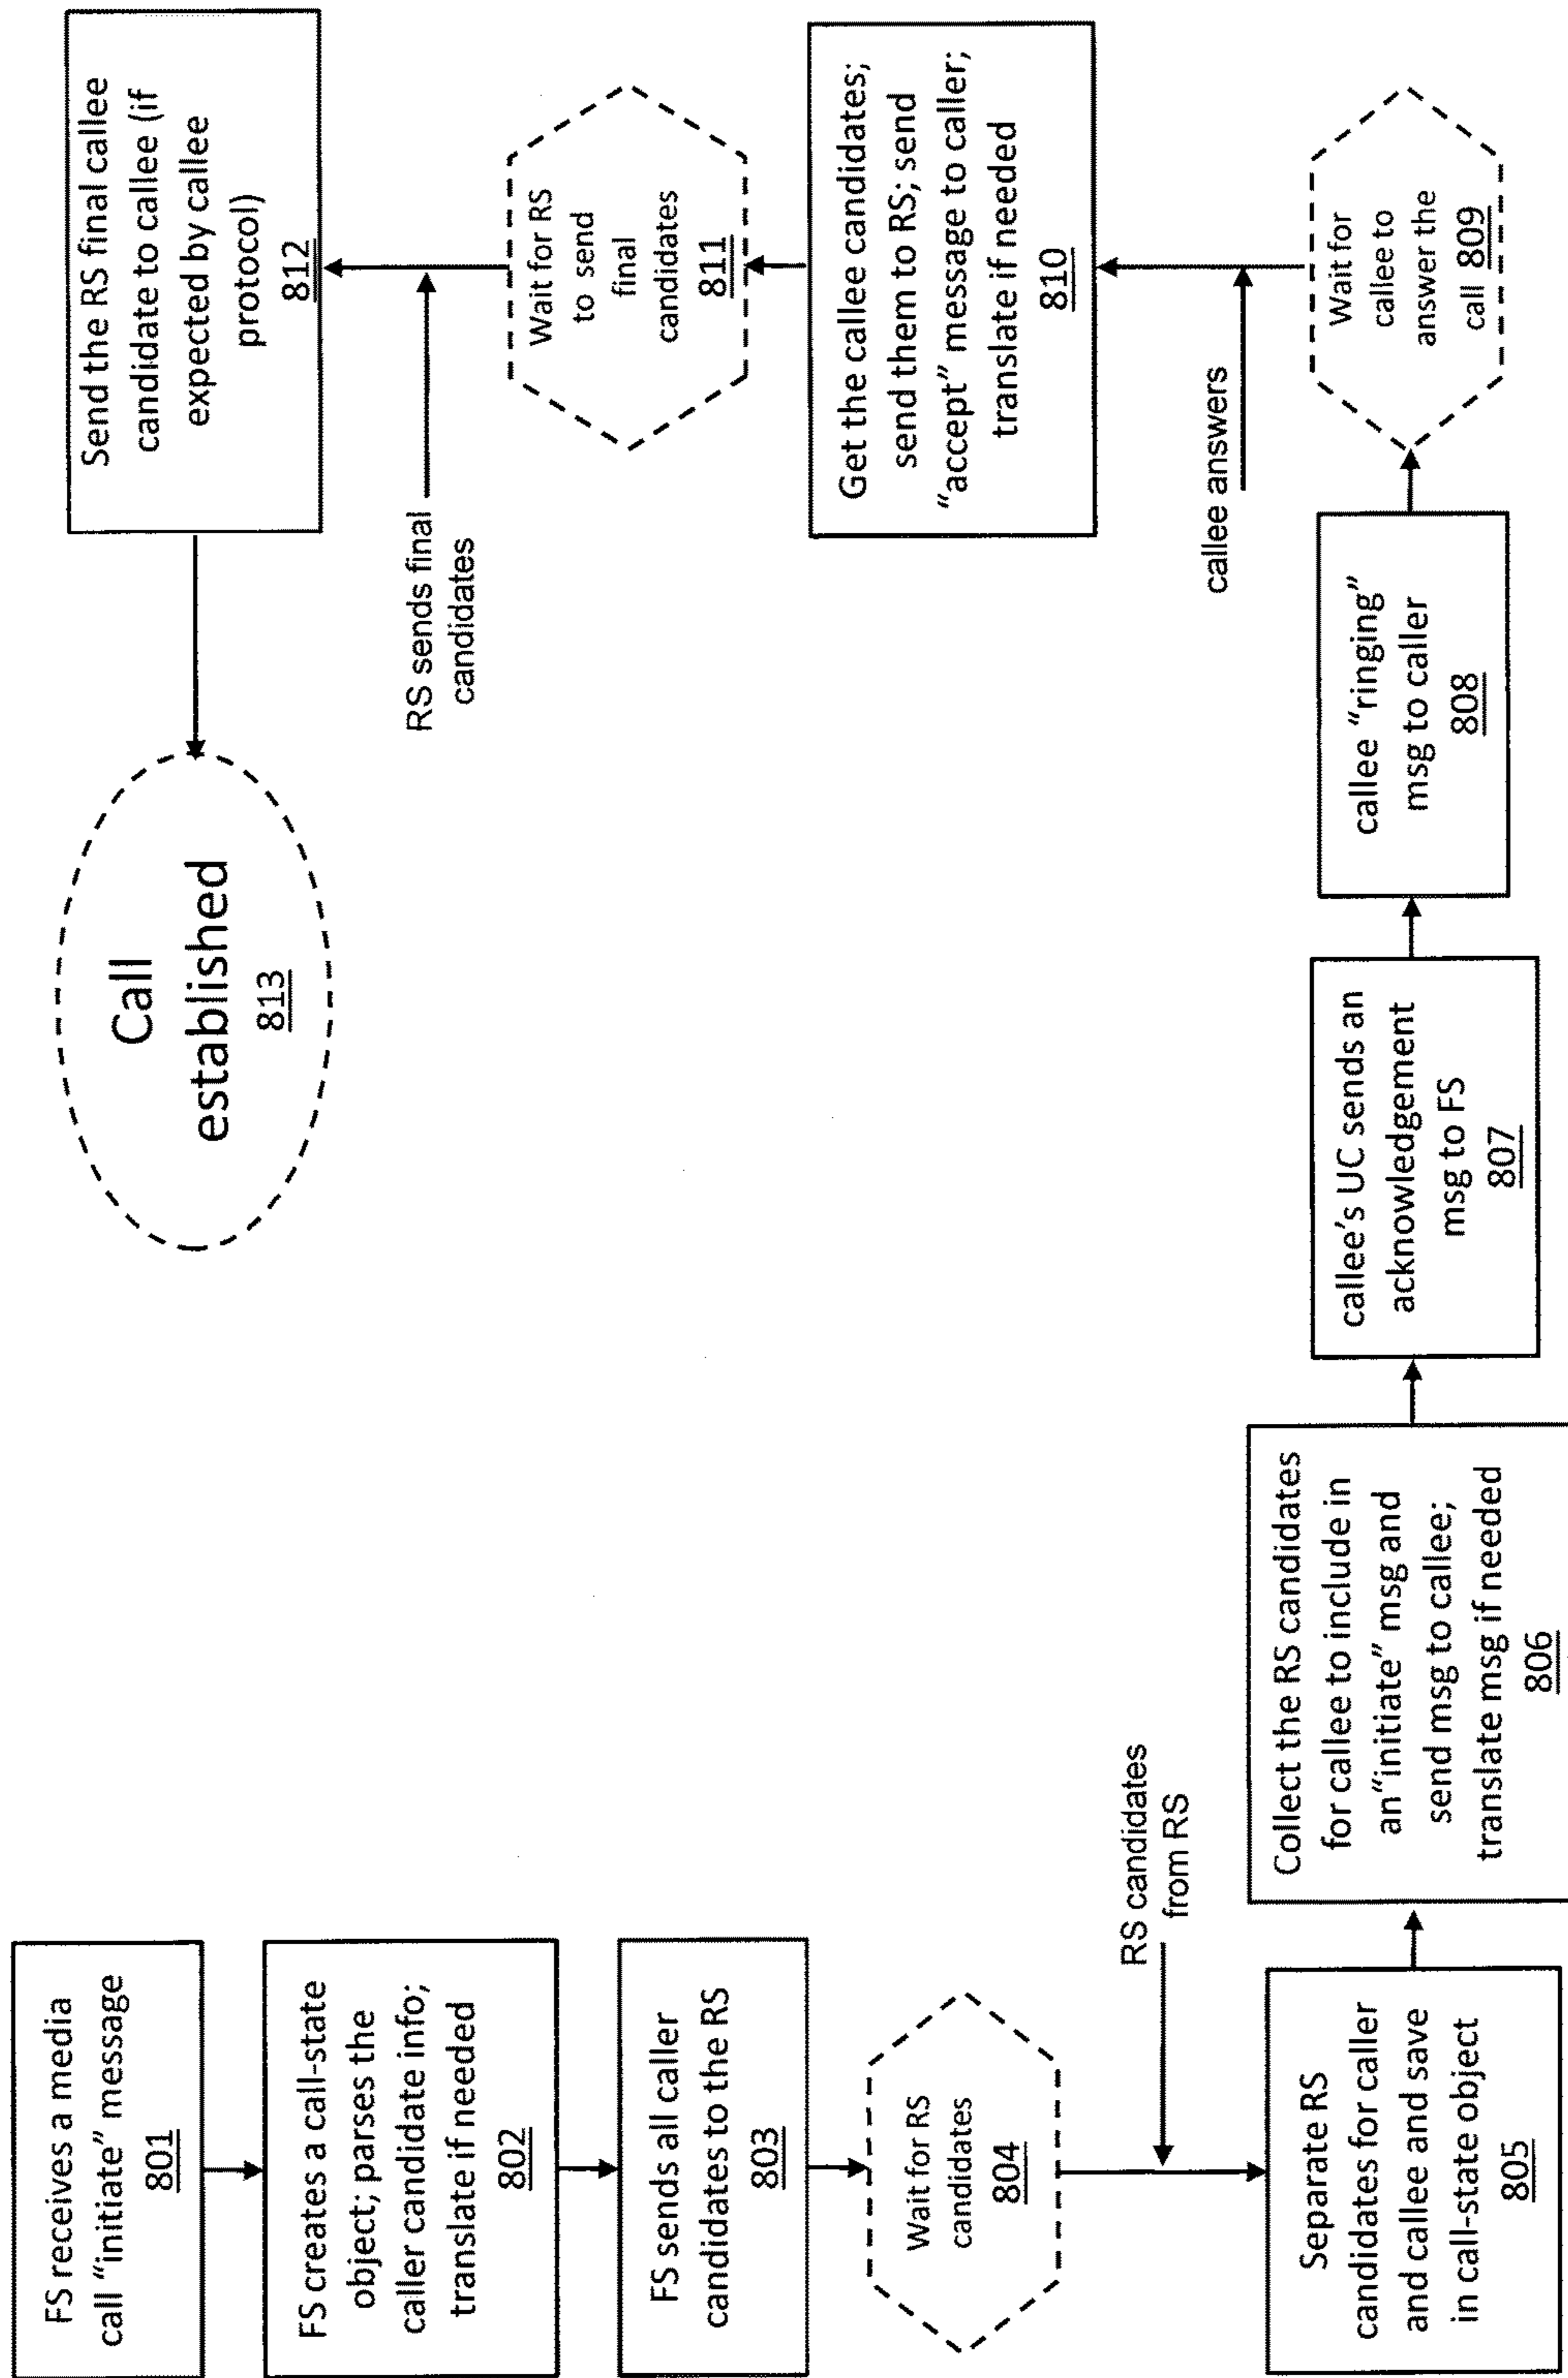 FS receives a media
call “initiate” message
801
FS creates a call-state
object; parses the
caller candidate info;
translate if needed
802
FS sends all caller
candidates to the RS
803
Wait for RS
candidates
804
RS candidates
from RS
Separate RS
candidates for caller
and callee and save
in call-state object
805
Collect the RS candidates
for callee to include in
an“initiate” msg and
send msg to callee;
translate msg if needed
806
callee’s UC sends an
acknowledgement
msg to FS
807
callee “ringing”
msg to caller
808
Wait for
callee to
answer the
call 809
callee answers
Get the callee candidates;
send them to RS; send
“accept” message to caller;
translate if needed
810
Wait for RS
to send
final
candidates
811
RS sends final
candidates
Send the RS final callee
candidate to callee (if
expected by callee
protocol)
812
Call
established
813